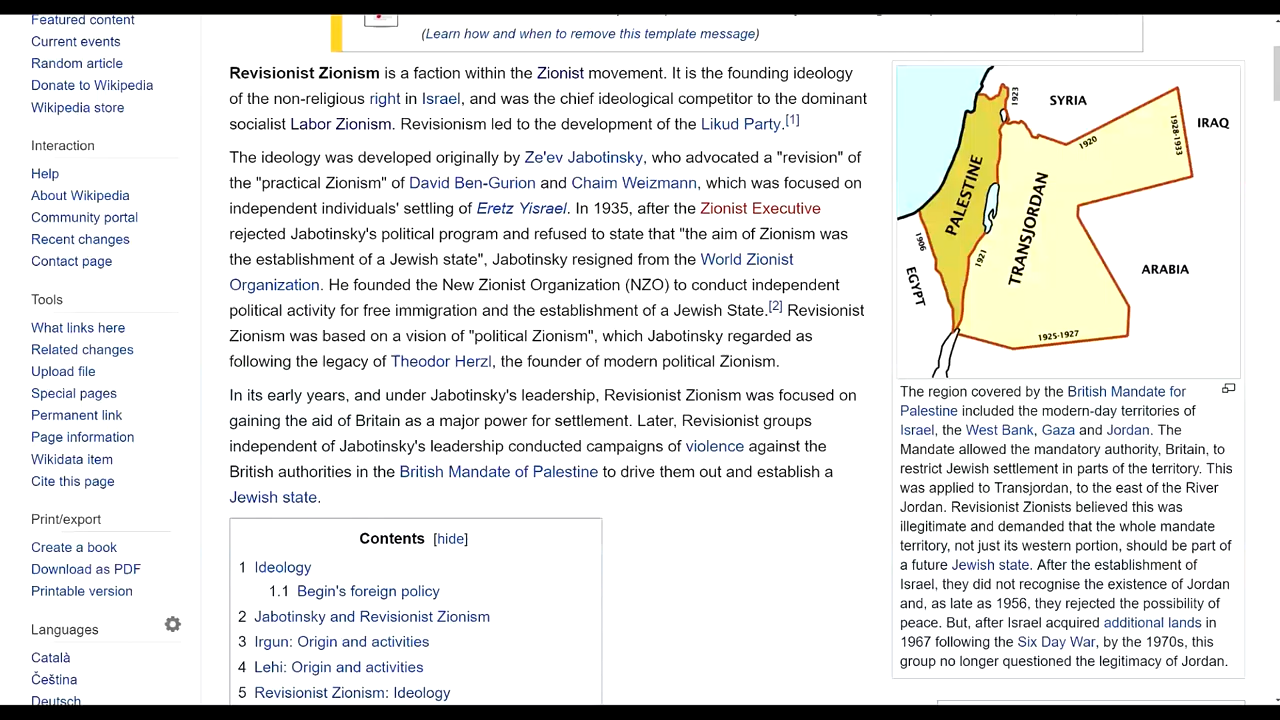 Featured content
Current events
Random article
Donate to Wikipedia
Wikipedia store
Interaction
Help
About Wikipedia
Community portal
Recent changes
Contact page
Tools
What links here
Related changes
Upload file
Special pages
Permanent link
Page information
Wikidata item
Cite this page
Print/export
Create a book
Download as PDF
Printable version
Languages
Català
Čeština
Deutsch
(Learn how and when to remove this template message)
Revisionist Zionism is a faction within the Zionist movement. It is the founding ideology
of the non-religious right in Israel, and was the chief ideological competitor to the dominant
socialist Labor Zionism. Revisionism led to the development of the Likud Party.[1]
The ideology was developed originally by Ze'ev Jabotinsky, who advocated a "revision" of
the "practical Zionism" of David Ben-Gurion and Chaim Weizmann, which was focused on
independent individuals' settling of Eretz Yisrael. In 1935, after the Zionist Executive
rejected Jabotinsky's political program and refused to state that "the aim of Zionism was
the establishment of a Jewish state", Jabotinsky resigned from the World Zionist
Organization. He founded the New Zionist Organization (NZO) to conduct independent
political activity for free immigration and the establishment of a Jewish State.[2] Revisionist
Zionism was based on a vision of "political Zionism", which Jabotinsky regarded as
following the legacy of Theodor Herzl, the founder of modern political Zionism.
In its early years, and under Jabotinsky's leadership, Revisionist Zionism was focused on
gaining the aid of Britain as a major power for settlement. Later, Revisionist groups
independent of Jabotinsky's leadership conducted campaigns of violence against the
British authorities in the British Mandate of Palestine to drive them out and establish a
Jewish state.
Contents [hide]
1 Ideology
1.1 Begin's foreign policy
2 Jabotinsky and Revisionist Zionism
3 Irgun: Origin and activities
4 Lehi: Origin and activities
5 Revisionist Zionism: Ideology
1923
SYRIA
IRAQ
1920
1928-1933
PALESTINE
TRANSJORDAN
1906
1921
EGYPT
ARABIA
1925-1927
The region covered by the British Mandate for
Palestine included the modern-day territories of
Israel, the West Bank, Gaza and Jordan. The
Mandate allowed the mandatory authority, Britain, to
restrict Jewish settlement in parts of the territory. This
was applied to Transjordan, to the east of the River
Jordan. Revisionist Zionists believed this was
illegitimate and demanded that the whole mandate
territory, not just its western portion, should be part of
a future Jewish state. After the establishment of
Israel, they did not recognise the existence of Jordan
and, as late as 1956, they rejected the possibility of
peace. But, after Israel acquired additional lands in
1967 following the Six Day War, by the 1970s, this
group no longer questioned the legitimacy of Jordan.